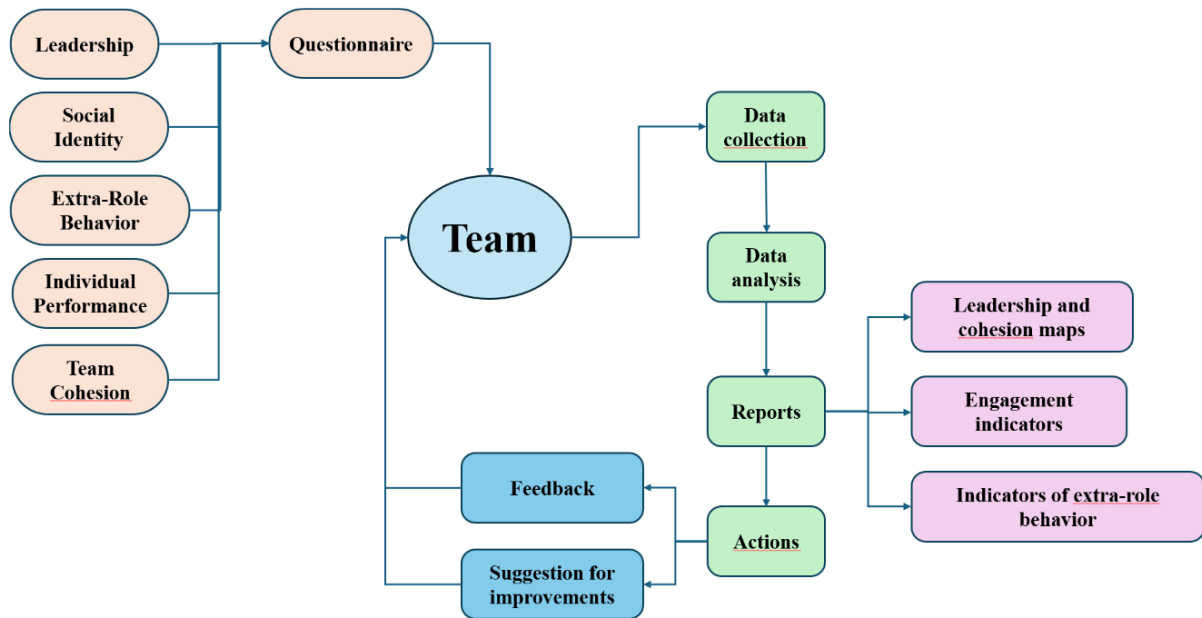 Leadership
Questionnaire
Social
Identity
Extra-Role
Behavior
Individual
Performance
Team
Cohesion
Team
Data
collection
Data
analysis
Reports
Actions
Leadership and
cohesion maps
Engagement
indicators
Indicators of extra-role
behavior
Feedback
Suggestion for
improvements